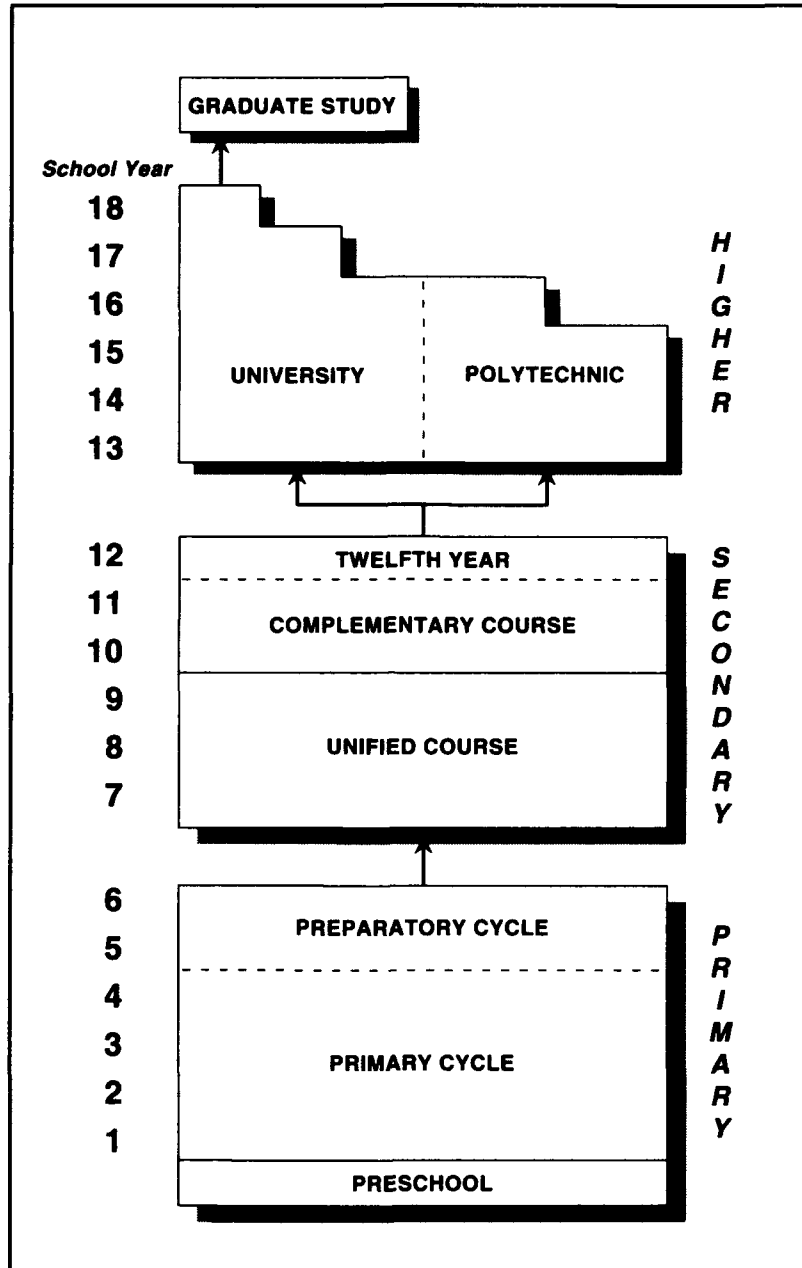 GRADUATE STUDY
School Year
18
17
16
15
14
13
UNIVERSITY
POLYTECHNIC
HIGHER
12
11
10
9
8
7
TWELFTH YEAR
COMPLEMENTARY COURSE
UNIFIED COURSE
SECONDARY
6
5
4
3
2
1
PREPARATORY CYCLE
PRIMARY CYCLE
PRESCHOOL
PRIMARY